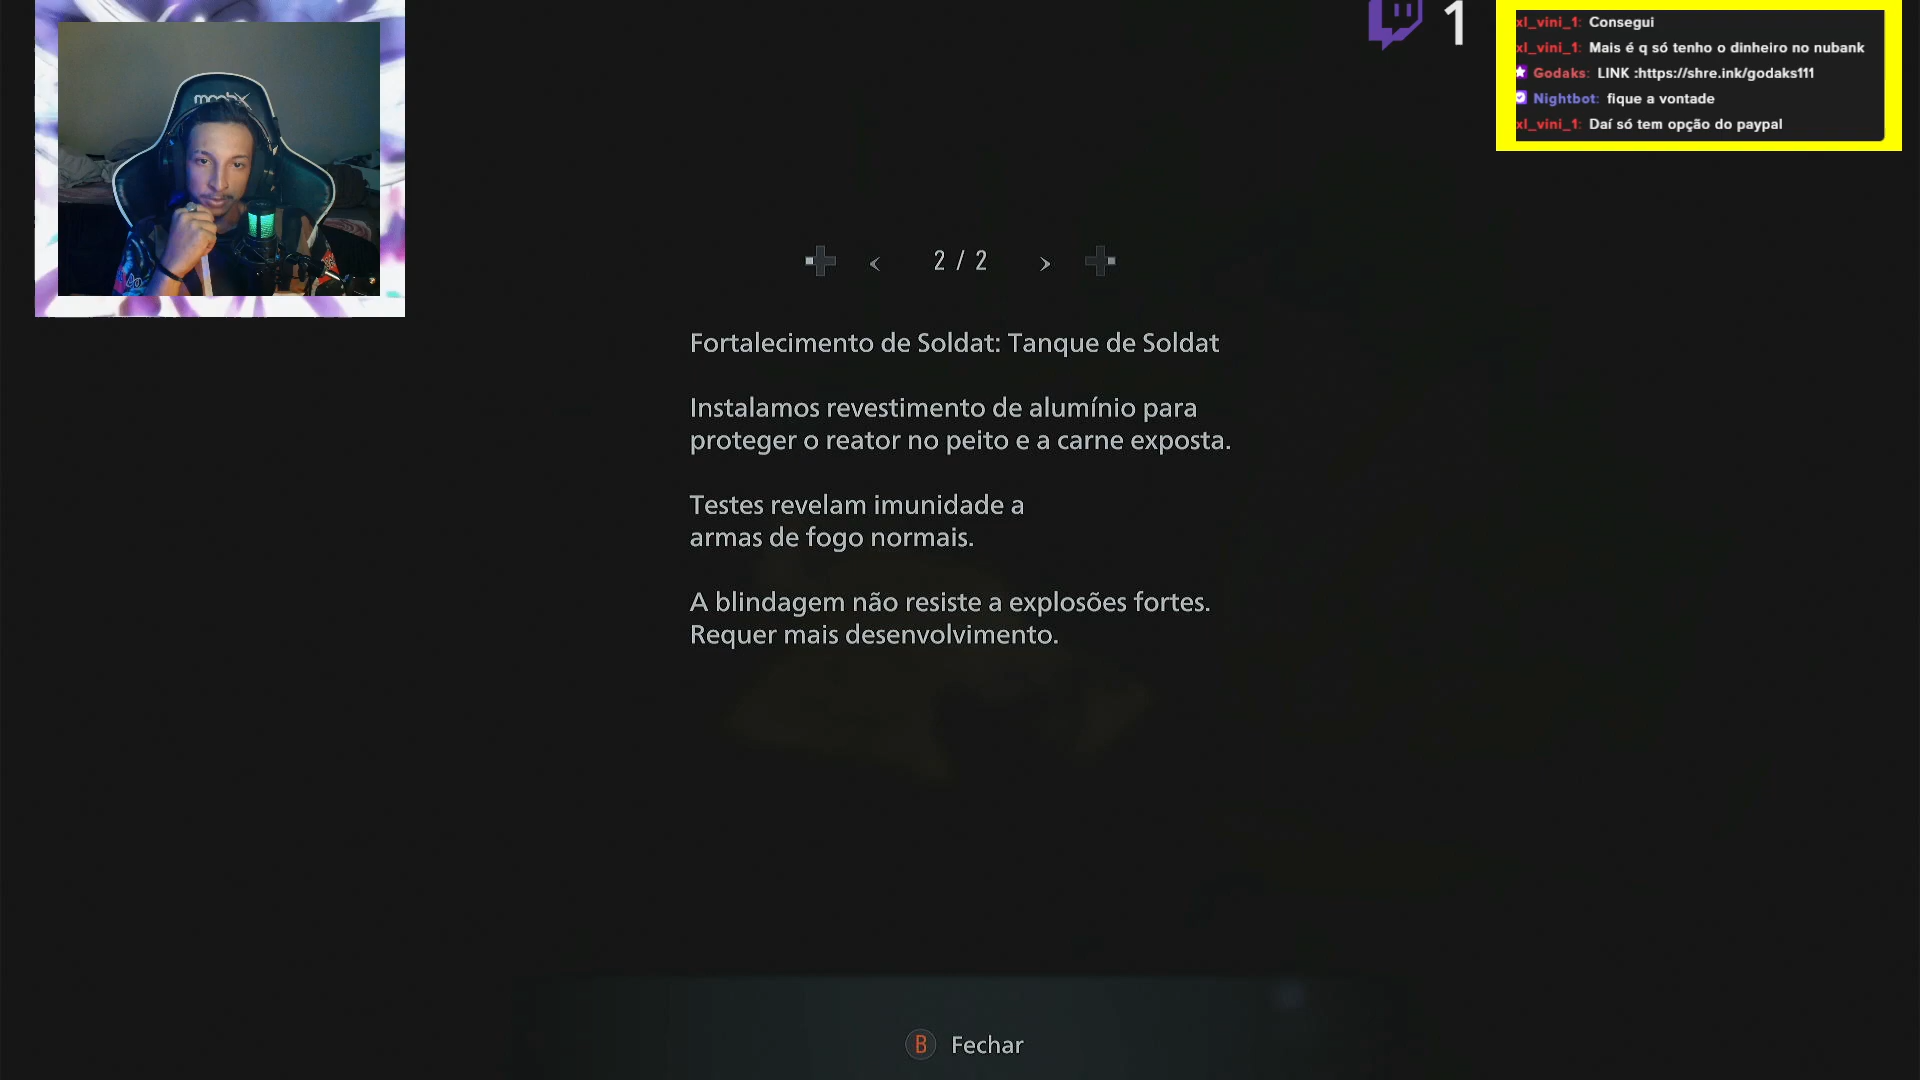 moobX
1
xl_vini_1: Consegui
xl_vini_1: Mais é q só tenho o dinheiro no nubank
Godaks: LINK :https://shre.ink/godaks111
Nightbot: fique a vontade
xl_vini_1: Daí só tem opção do paypal
< 2 / 2 >
Fortalecimento de Soldat: Tanque de Soldat
Instalamos revestimento de alumínio para
proteger o reator no peito e a carne exposta.
Testes revelam imunidade a
armas de fogo normais.
A blindagem não resiste a explosões fortes.
Requer mais desenvolvimento.
B Fechar